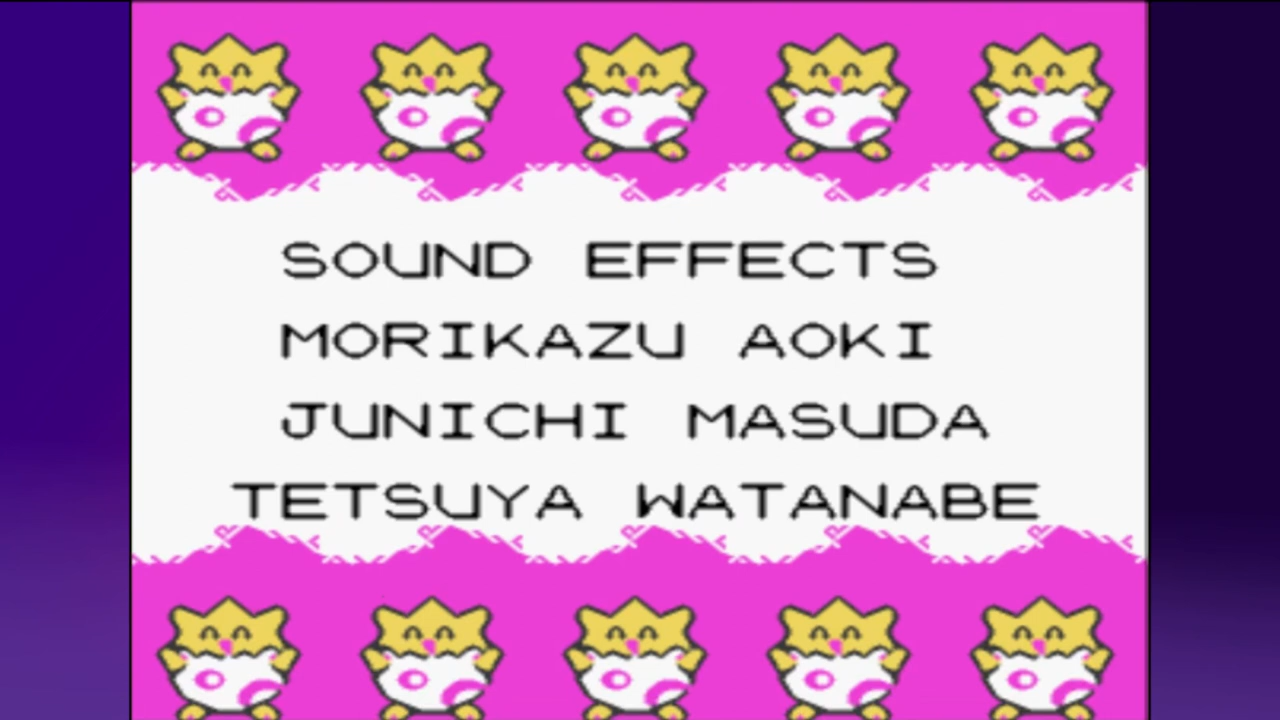 SOUND EFFECTS
MORIKAZU AOKI
JUNICHI MASUDA
TETSUYA WATANABE